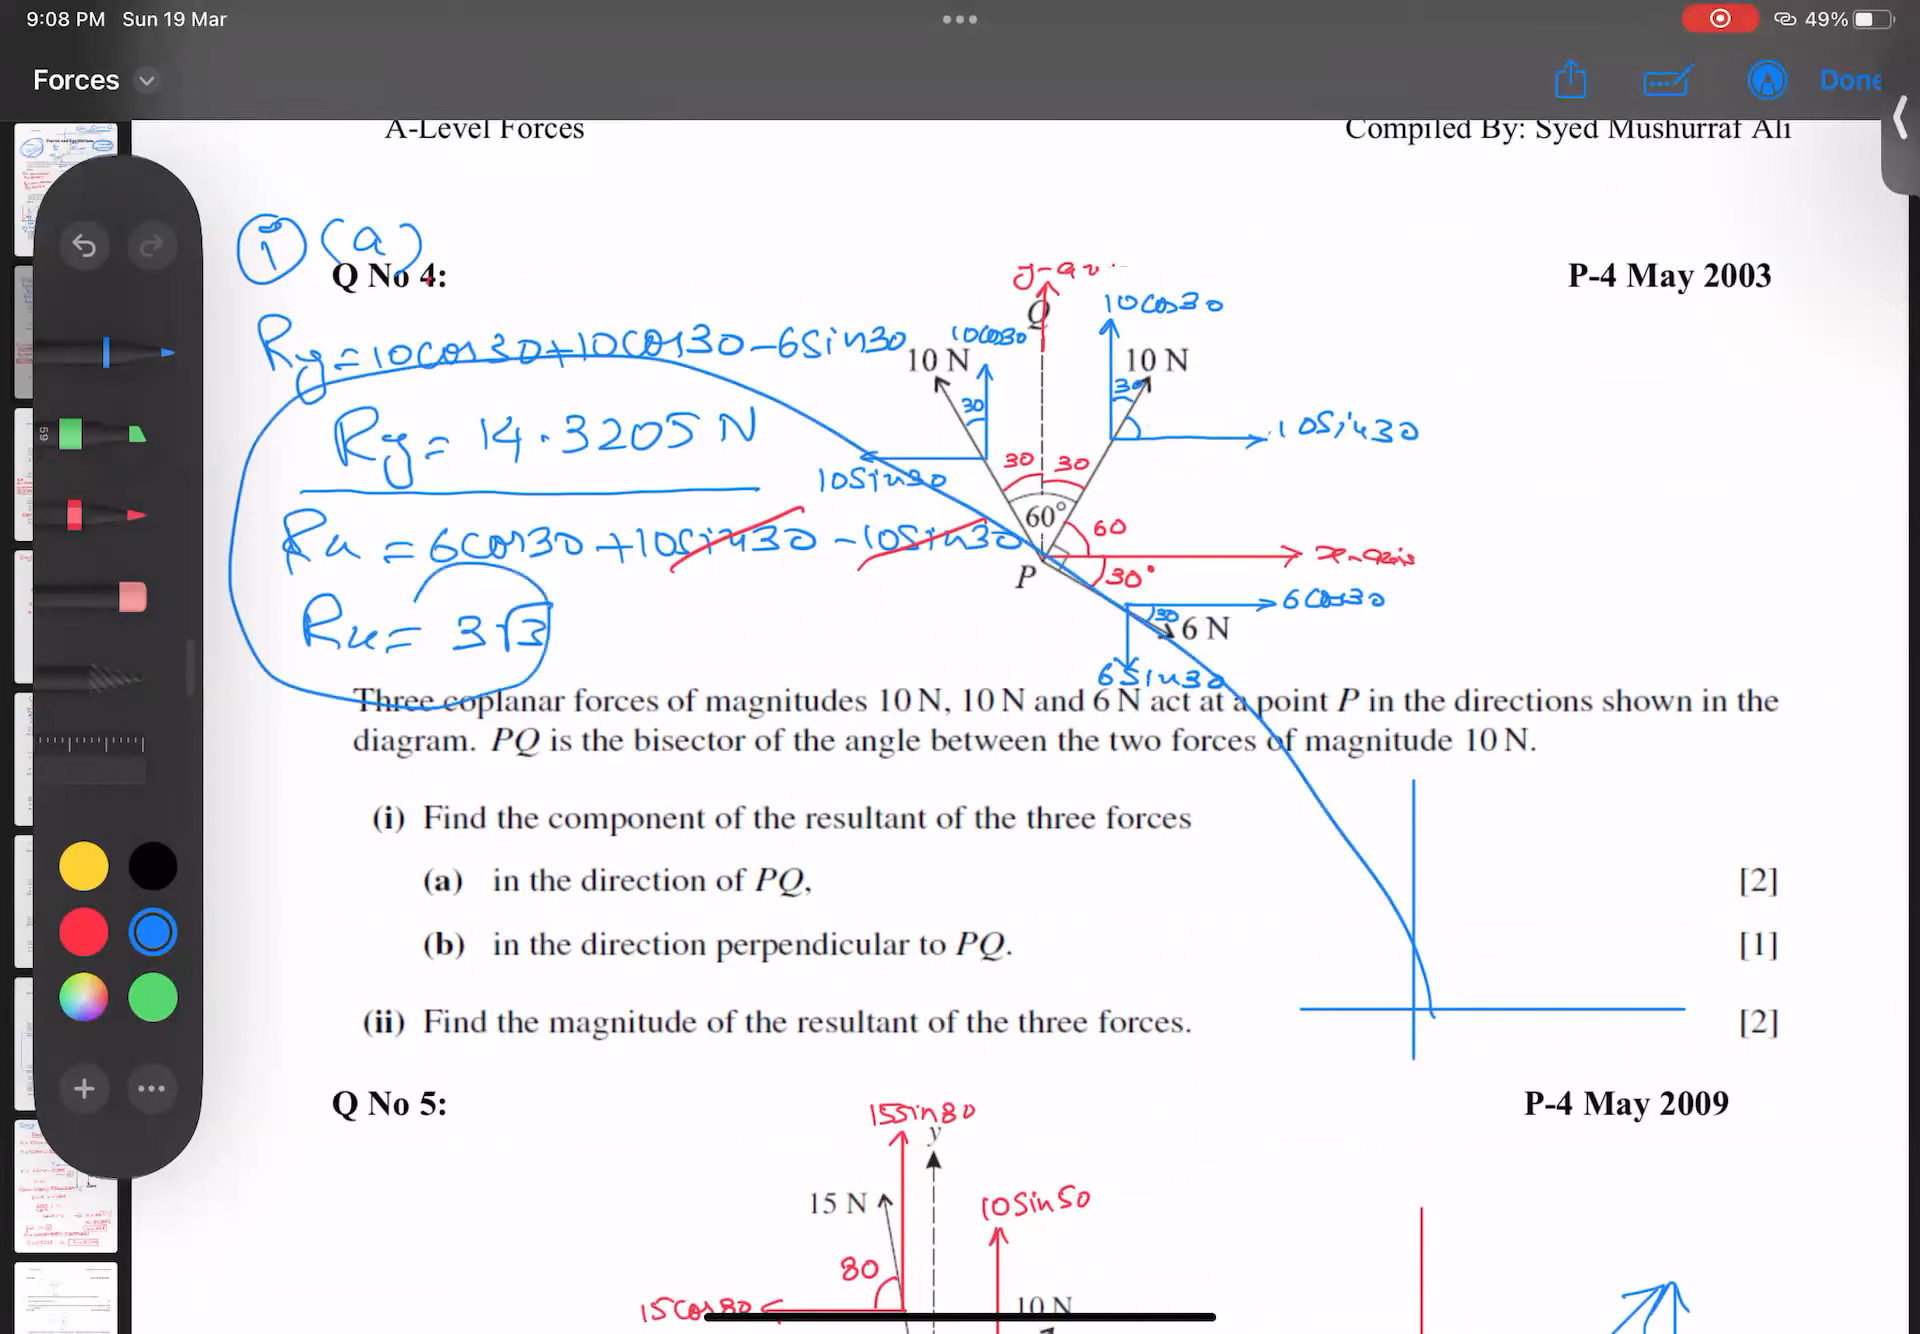 9:08 PM Sun 19 Mar
49%
Forces
Done
A-Level Forces
Compiled By: Syed Mushurraf Ali
i (a)
Q No 4:
P-4 May 2003
Ry=10cos30+10cos30-6sin30
Ry= 14.3205 N
Rx = 6cos30 +10sin30 -10sin30
Rx= 3√3
Q
10cos30
10cos30
10 N
10 N
30
30
10sin30
10sin30
30 30
60°
60
P
x-axis
30°
6cos30
30
6 N
6sin30
Three coplanar forces of magnitudes 10 N, 10 N and 6 N act at a point P in the directions shown in the
diagram. PQ is the bisector of the angle between the two forces of magnitude 10 N.
(i) Find the component of the resultant of the three forces
(a) in the direction of PQ, [2]
(b) in the direction perpendicular to PQ. [1]
(ii) Find the magnitude of the resultant of the three forces. [2]
Q No 5:
P-4 May 2009
15sin80
y
15 N
10sin50
80
15cos80
10 N
59